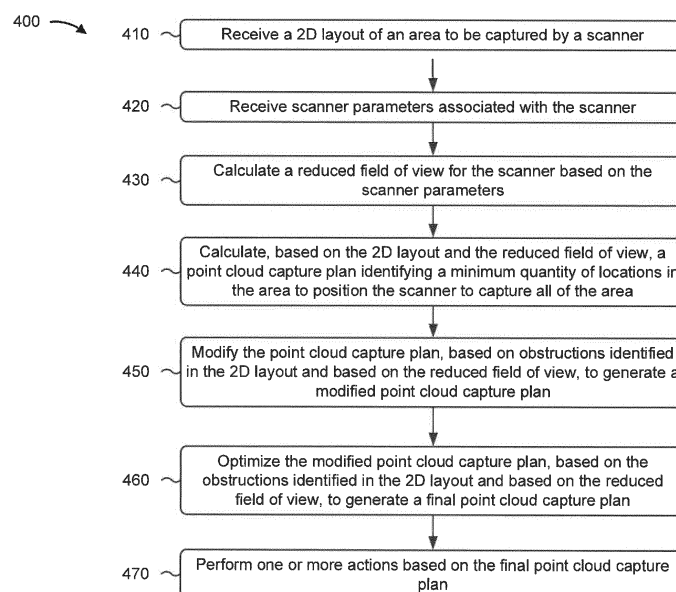 400
410
Receive a 2D layout of an area to be captured by a scanner
420
Receive scanner parameters associated with the scanner
430
Calculate a reduced field of view for the scanner based on the
scanner parameters
440
Calculate, based on the 2D layout and the reduced field of view, a
point cloud capture plan identifying a minimum quantity of locations in
the area to position the scanner to capture all of the area
450
Modify the point cloud capture plan, based on obstructions identified
in the 2D layout and based on the reduced field of view, to generate a
modified point cloud capture plan
460
Optimize the modified point cloud capture plan, based on the
obstructions identified in the 2D layout and based on the reduced
field of view, to generate a final point cloud capture plan
470
Perform one or more actions based on the final point cloud capture
plan